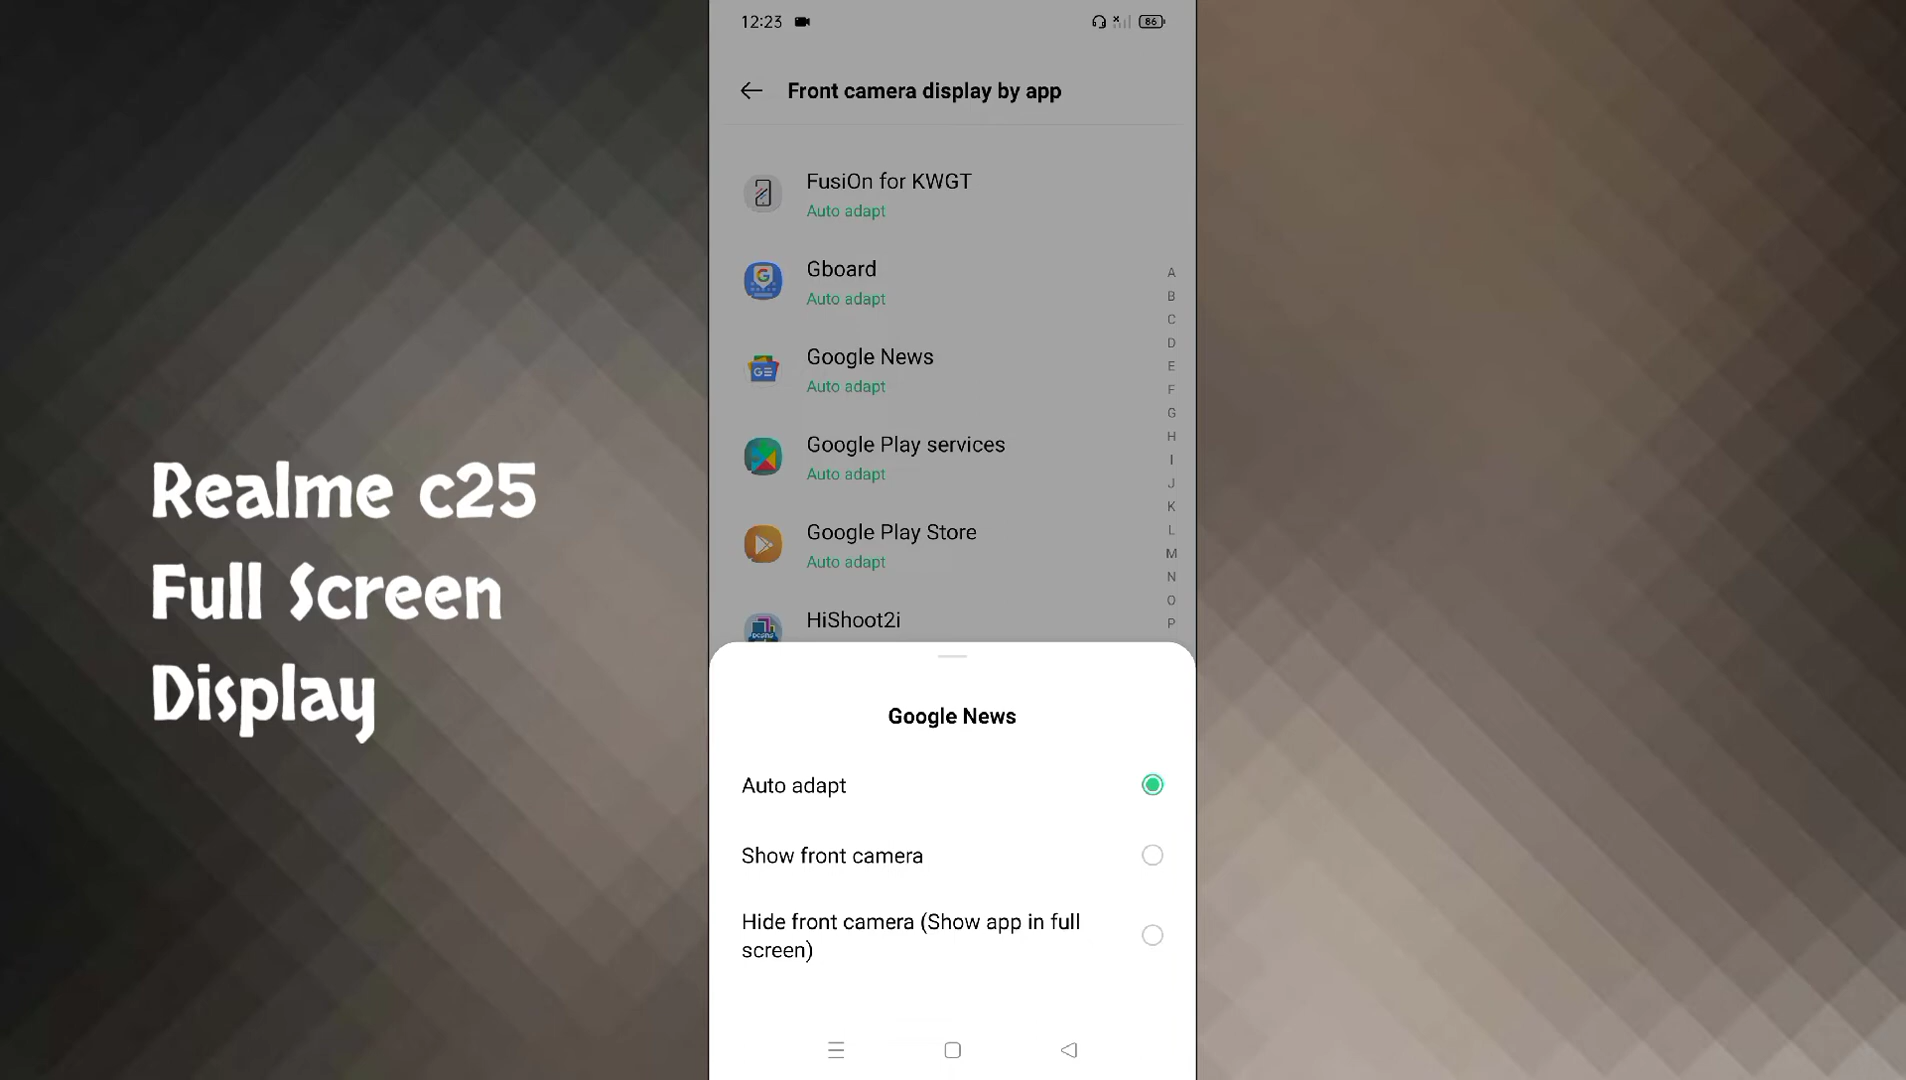 12:23
86
Front camera display by app
FusiOn for KWGT
Auto adapt
Gboard
Auto adapt
Google News
Auto adapt
Google Play services
Auto adapt
Google Play Store
Auto adapt
HiShoot2i
A
B
C
D
E
F
G
H
I
J
K
L
M
N
O
P
Realme c25
Full Screen
Display
Google News
Auto adapt
Show front camera
Hide front camera (Show app in full
screen)